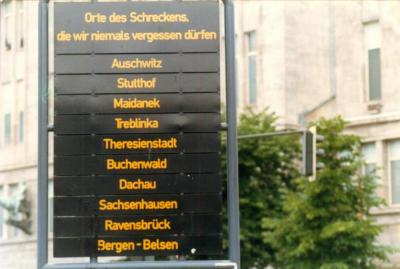 Orte des Schreckens,
die wir niemals vergessen dürfen
Auschwitz
Stutthof
Maidanek
Treblinka
Theresienstadt
Buchenwald
Dachau
Sachsenhausen
Ravensbrück
Bergen - Belsen